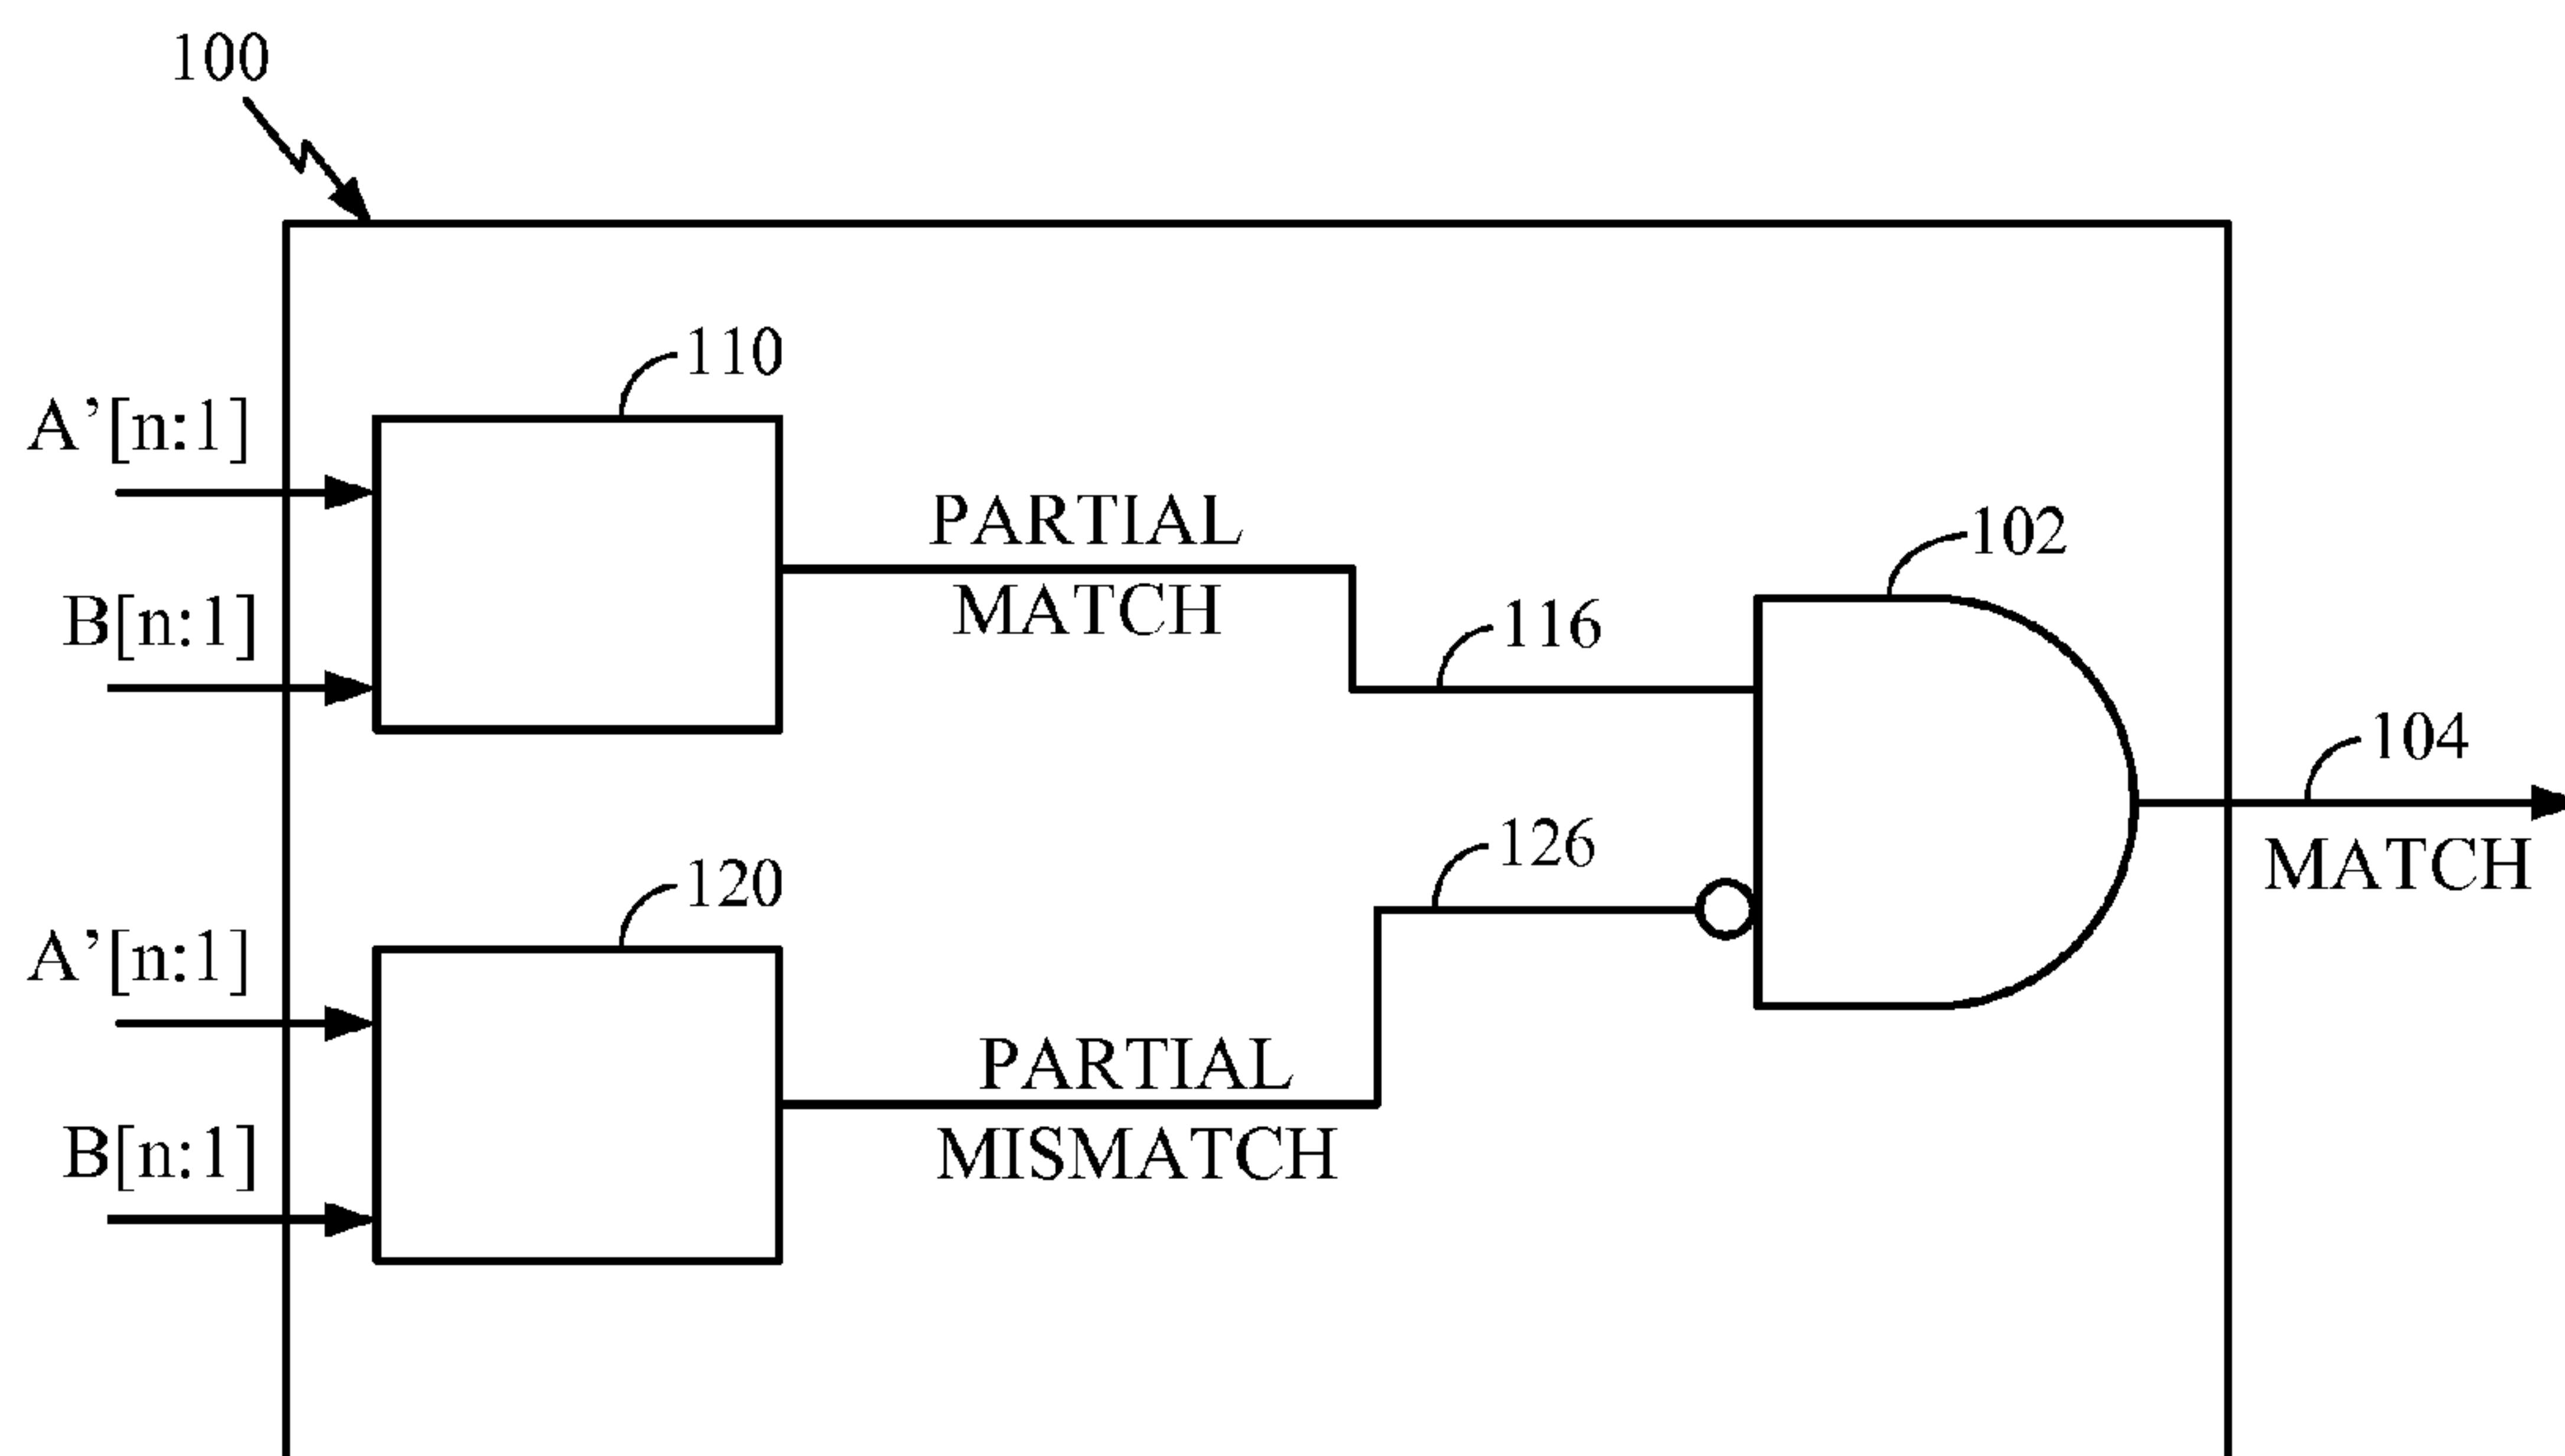 100
110
A’[n:1]
B[n:1]
PARTIAL
MATCH
102
116
104
MATCH
126
120
A’[n:1]
B[n:1]
PARTIAL
MISMATCH